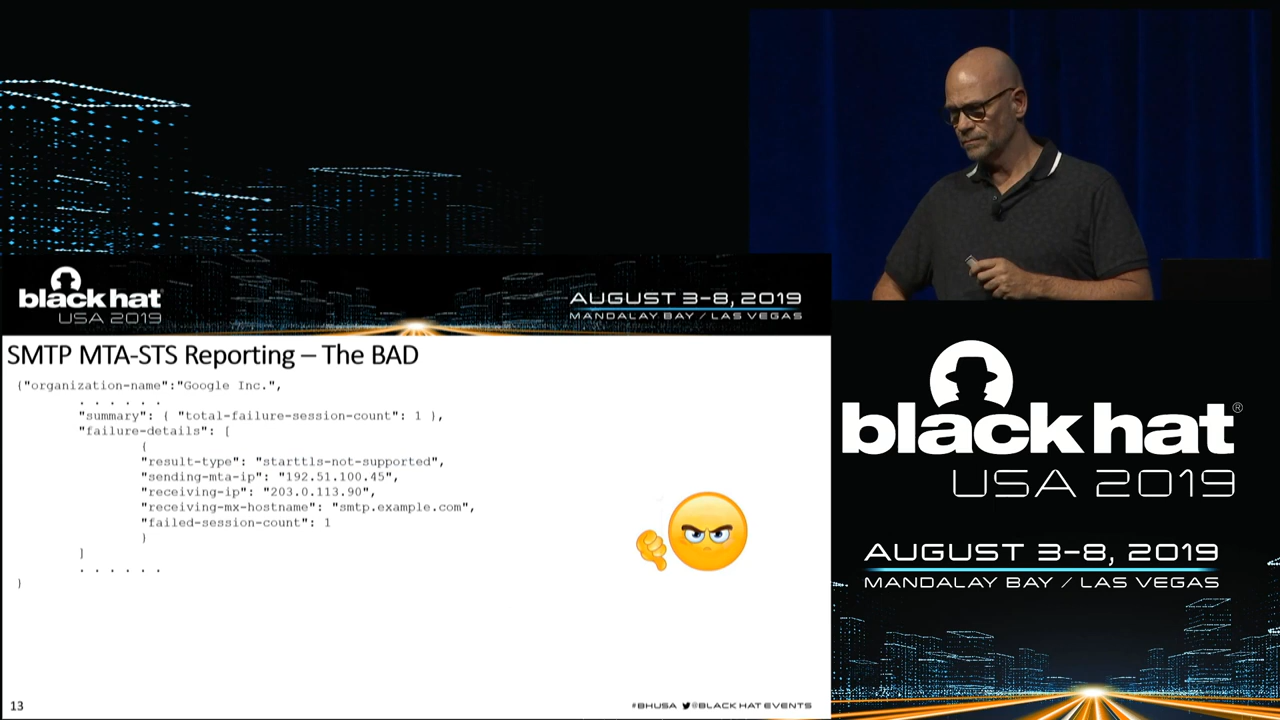 black hat
USA 2019
AUGUST 3-8, 2019
MANDALAY BAY / LAS VEGAS
SMTP MTA-STS Reporting – The BAD
{"organization-name":"Google Inc.",
. . . . . .
"summary": { "total-failure-session-count": 1 },
"failure-details": [
{
"result-type": "starttls-not-supported",
"sending-mta-ip": "192.51.100.45",
"receiving-ip": "203.0.113.90",
"receiving-mx-hostname": "smtp.example.com",
"failed-session-count": 1
}
]
. . . . . .
}
13
#BHUSA @BLACK HAT EVENTS
black hat®
USA 2019
AUGUST 3-8, 2019
MANDALAY BAY / LAS VEGAS